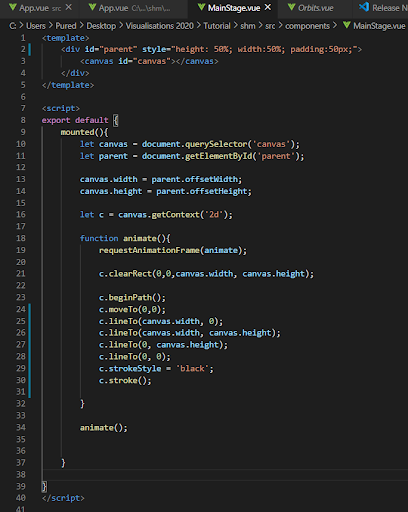 App.vue src × App.vue C:\...\shm\... MainStage.vue × Orbits.vue Release N
C: > Users > Pured > Desktop > Visualisations 2020 > Tutorial > shm > src > components > MainStage.vue
1 <template>
2 <div id="parent" style="height: 50%; width:50%; padding:50px;">
3 <canvas id="canvas"></canvas>
4 </div>
5 </template>
6
7 <script>
8 export default {
9 mounted(){
10 let canvas = document.querySelector('canvas');
11 let parent = document.getElementById('parent');
12
13 canvas.width = parent.offsetWidth;
14 canvas.height = parent.offsetHeight;
15
16 let c = canvas.getContext('2d');
17
18 function animate(){
19 requestAnimationFrame(animate);
20
21 c.clearRect(0,0,canvas.width, canvas.height);
22
23 c.beginPath();
24 c.moveTo(0,0);
25 c.lineTo(canvas.width, 0);
26 c.lineTo(canvas.width, canvas.height);
27 c.lineTo(0, canvas.height);
28 c.lineTo(0, 0);
29 c.strokeStyle = 'black';
30 c.stroke();
31
32 }
33
34 animate();
35
36
37 }
38
39 }
40 </script>
41